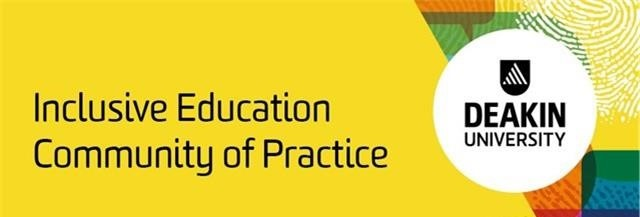 Inclusive Education
Community of Practice
DEAKIN
UNIVERSITY